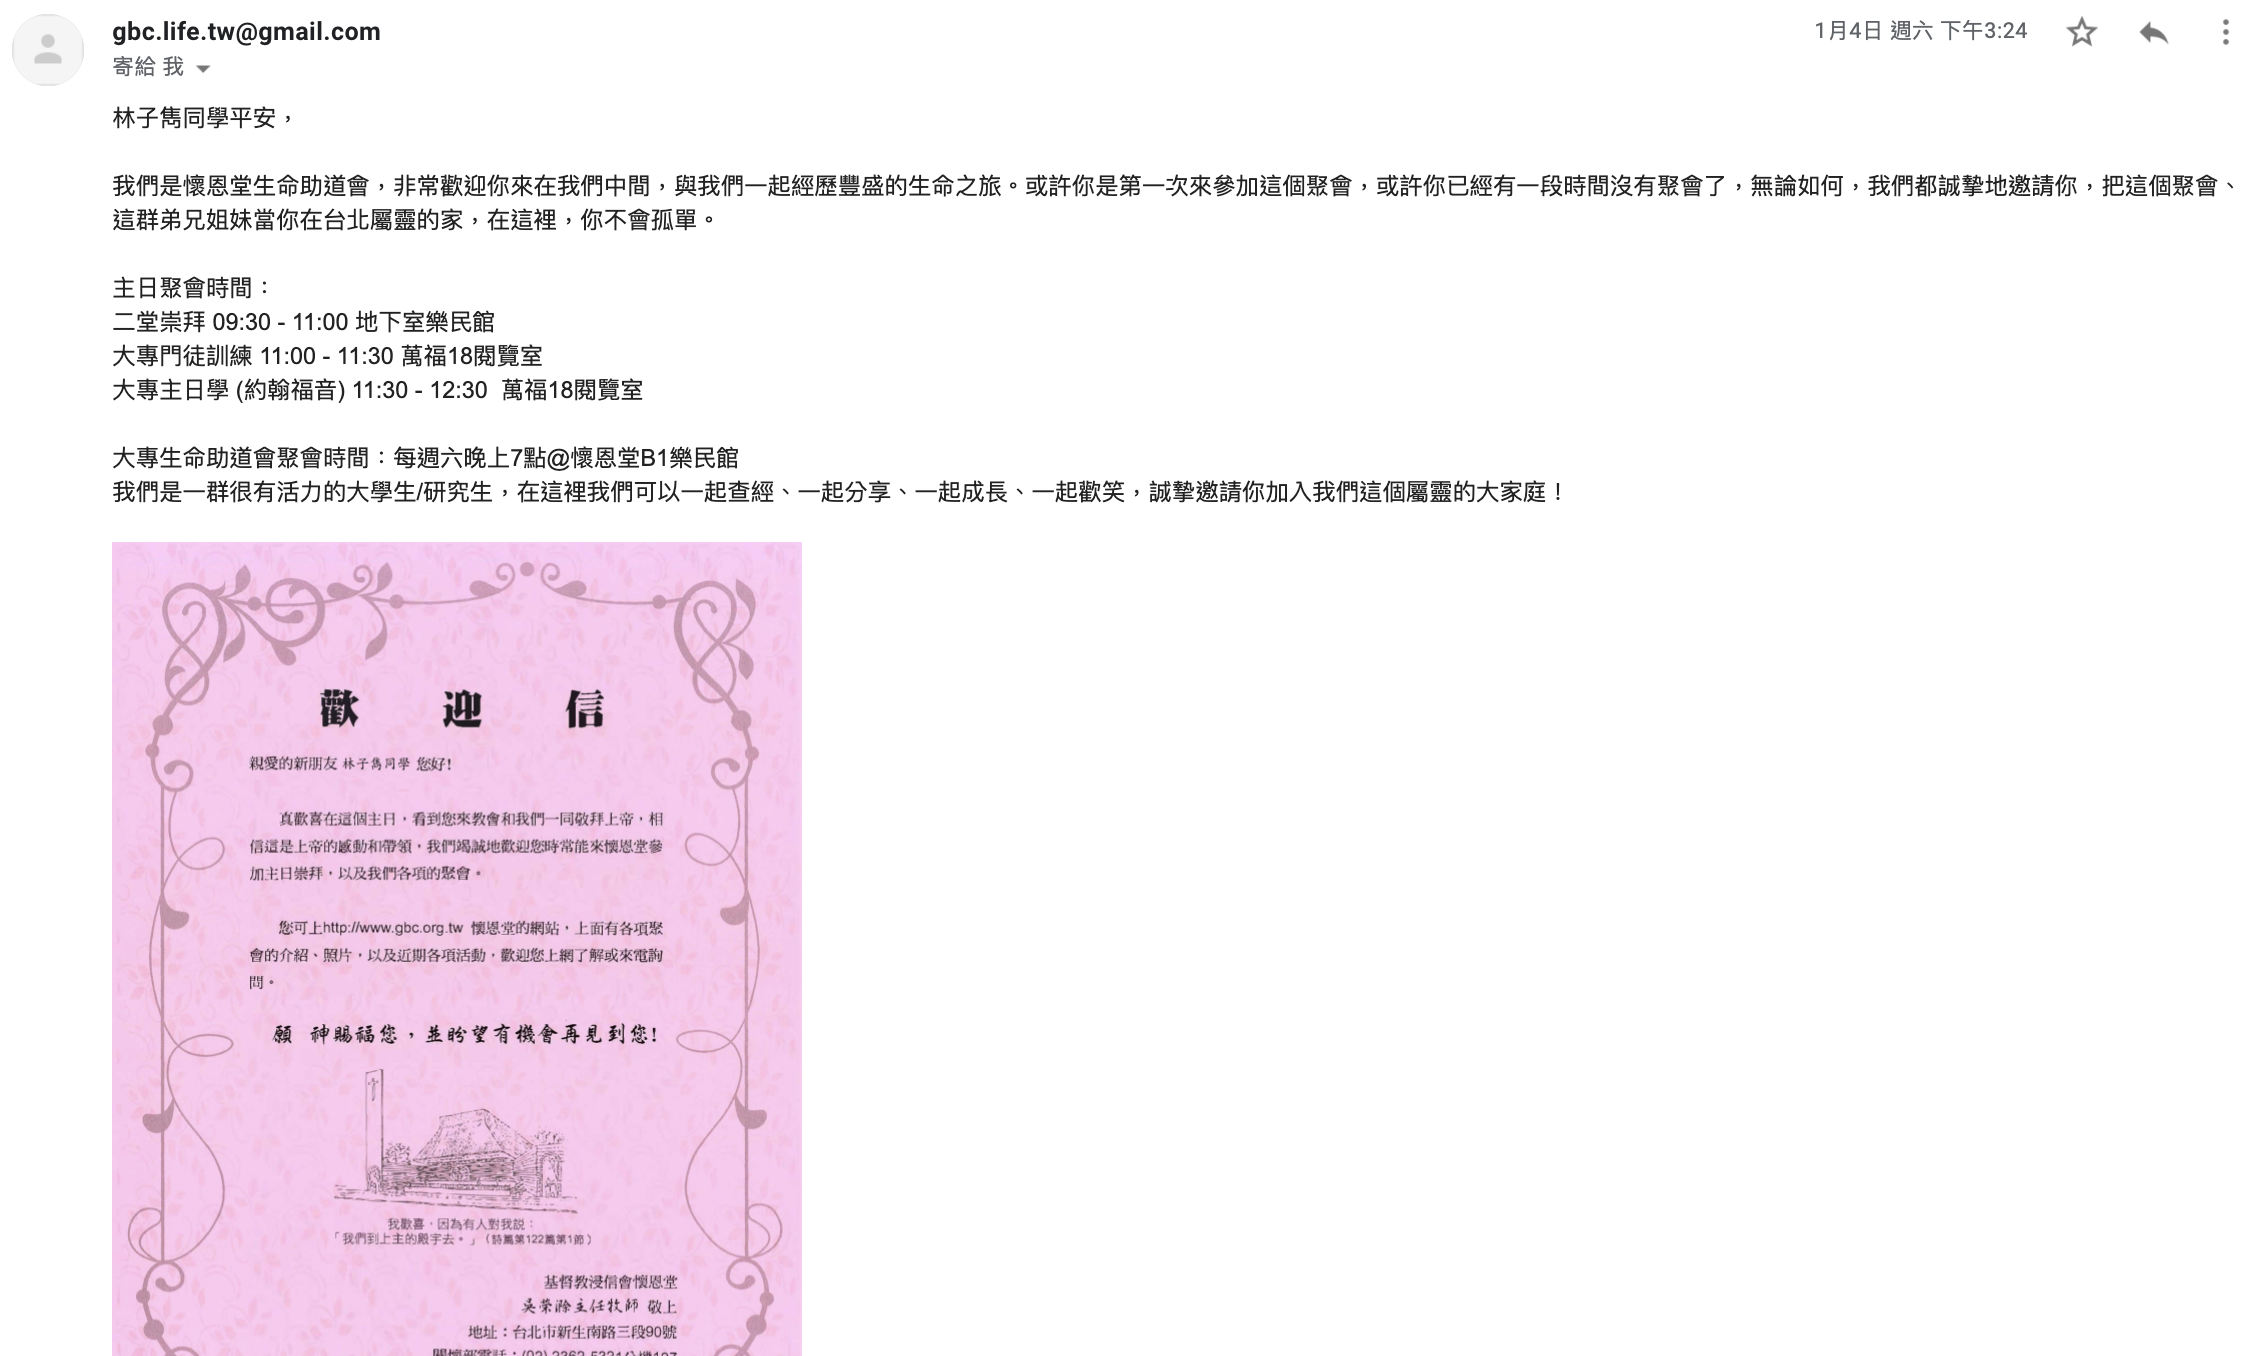 gbc.life.tw@gmail.com
1月4日 週六 下午3:24
寄給 我
林子雋同學平安，
我們是懷恩堂生命助道會，非常歡迎你來在我們中間，與我們一起經歷豐盛的生命之旅。或許你是第一次來參加這個聚會，或許你已經有一段時間沒有聚會了，無論如何，我們都誠摯地邀請你，把這個聚會、
這群弟兄姐妹當你在台北屬靈的家，在這裡，你不會孤單。
主日聚會時間：
二堂崇拜 09:30 - 11:00 地下室樂民館
大專門徒訓練 11:00 - 11:30 萬福18閱覽室
大專主日學 (約翰福音) 11:30 - 12:30  萬福18閱覽室
大專生命助道會聚會時間：每週六晚上7點@懷恩堂B1樂民館
我們是一群很有活力的大學生/研究生，在這裡我們可以一起查經、一起分享、一起成長、一起歡笑，誠摯邀請你加入我們這個屬靈的大家庭！
歡 迎 信
親愛的新朋友 林子雋同學 您好!
真歡喜在這個主日，看到您來教會和我們一同敬拜上帝，相
信這是上帝的感動和帶領，我們竭誠地歡迎您時常能來懷恩堂參
加主日崇拜，以及我們各項的聚會。
您可上http://www.gbc.org.tw 懷恩堂的網站，上面有各項聚
會的介紹、照片，以及近期各項活動，歡迎您上網了解或來電詢
問。
願 神賜福您，並盼望有機會再見到您!
我歡喜，因為有人對我說：
「我們到上主的殿宇去。」（詩篇第122篇第1節）
基督教浸信會懷恩堂
吳榮滁主任牧師 敬上
地址：台北市新生南路三段90號
關懷部電話：(02) 2362-5321分機127